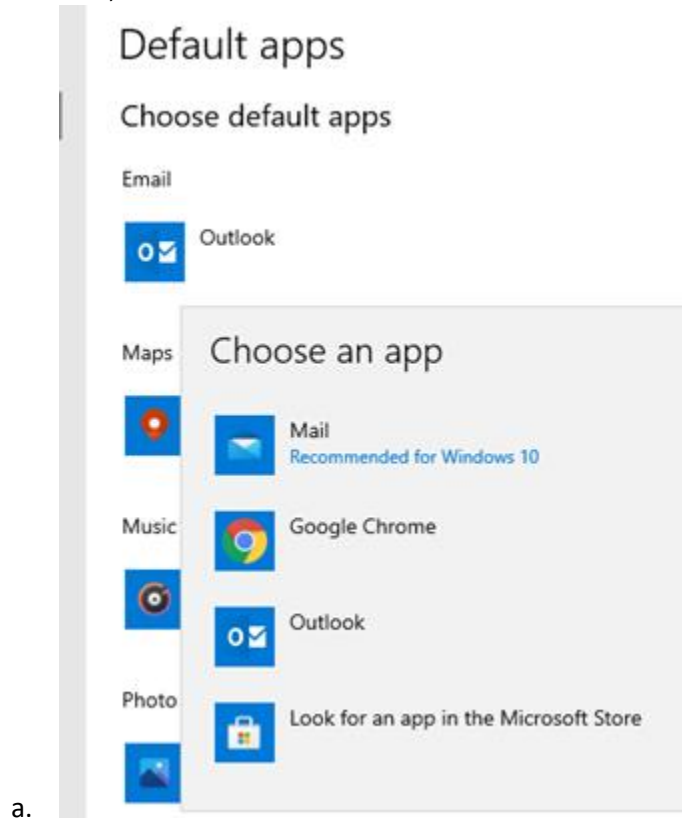 Default apps
Choose default apps
Email
Outlook
Maps
Choose an app
Mail
Recommended for Windows 10
Music
Google Chrome
Outlook
Photo
Look for an app in the Microsoft Store
a.